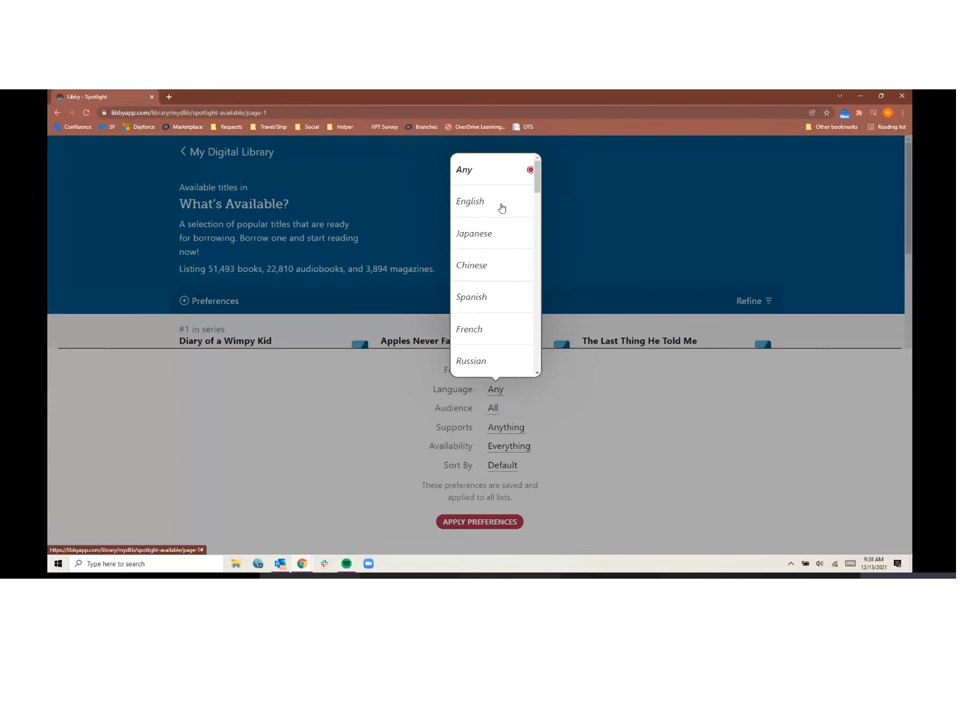 Libby - Spotlight
libbyapp.com/library/mydlib/spotlight-available/page-1
Confluence SF Dayforce Marketplace Requests Travel/Ship Social Helper VPT Survey Branches OverDrive Learning... OTS Other bookmarks Reading list
My Digital Library
Available titles in
What's Available?
A selection of popular titles that are ready
for borrowing. Borrow one and start reading
now!
Listing 51,493 books, 22,810 audiobooks, and 3,894 magazines.
Preferences
Refine
Any
English
Japanese
Chinese
Spanish
French
Russian
#1 in series
Diary of a Wimpy Kid
Apples Never Fa
The Last Thing He Told Me
Language Any
Audience All
Supports Anything
Availability Everything
Sort By Default
These preferences are saved and
applied to all lists.
APPLY PREFERENCES
https://libbyapp.com/library/mydlib/spotlight-available/page-1#
Type here to search
9:38 AM
12/13/2021